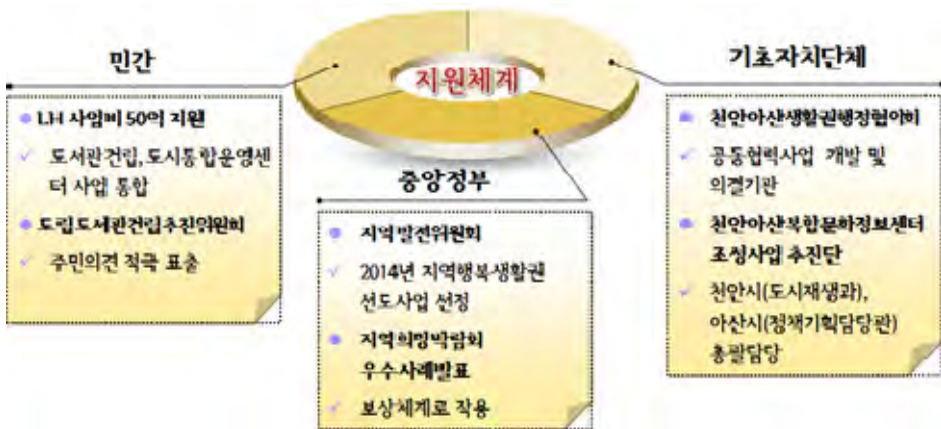 지원체계
민간
LH 사업비 50억 지원
도서관건립,도시통합운영센
터 사업 통합
도립도서관건립추진위원회
주민의견 적극 표출
중앙정부
지역발전위원회
2014년 지역행복생활권
선도사업 선정
지역희망박람회
우수사례발표
보상체계로 작용
기초자치단체
천안아산생활권행정협의회
공동협력사업 개발 및
의결기관
천안아산복합문화정보센터
조성사업 추진단
천안시(도시재생과),
아산시(정책기획담당관)
총괄담당